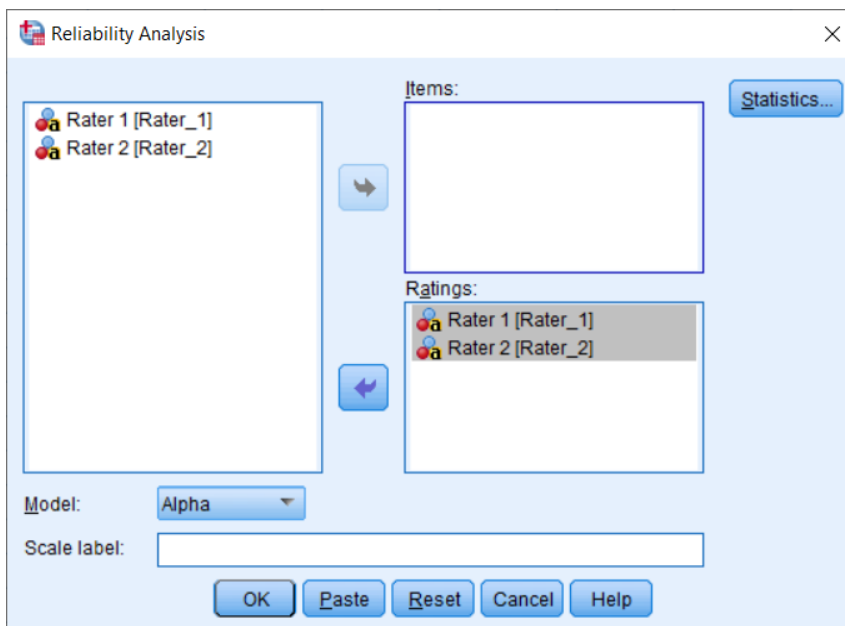 Reliability Analysis
Items:
Statistics...
Rater 1 [Rater_1]
Rater 2 [Rater_2]
Ratings:
Rater 1 [Rater_1]
Rater 2 [Rater_2]
Model:
Alpha
Scale label:
OK
Paste
Reset
Cancel
Help